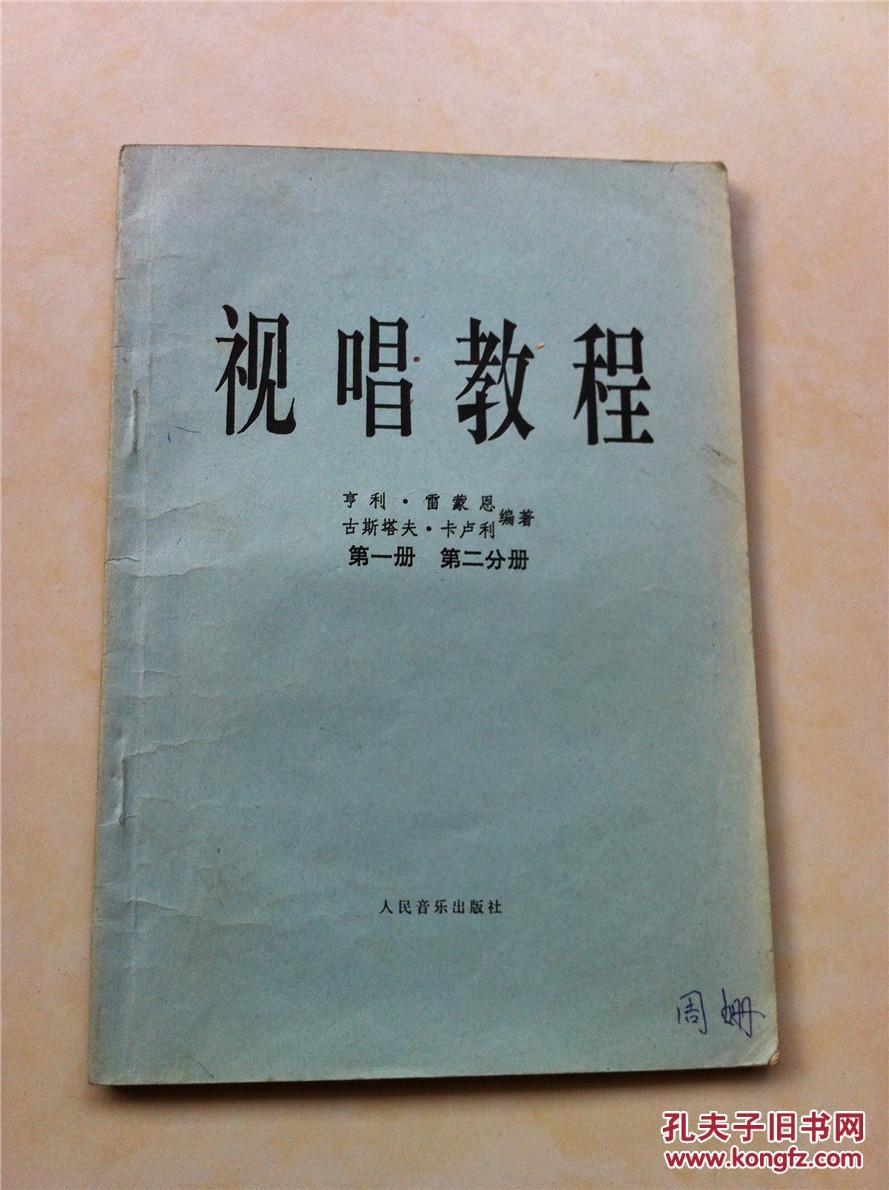 视唱教程
亨利·雷蒙恩
古斯塔夫·卡卢利 编著
第一册 第二分册
人民音乐出版社
周姗
孔夫子旧书网
www.kongfz.com